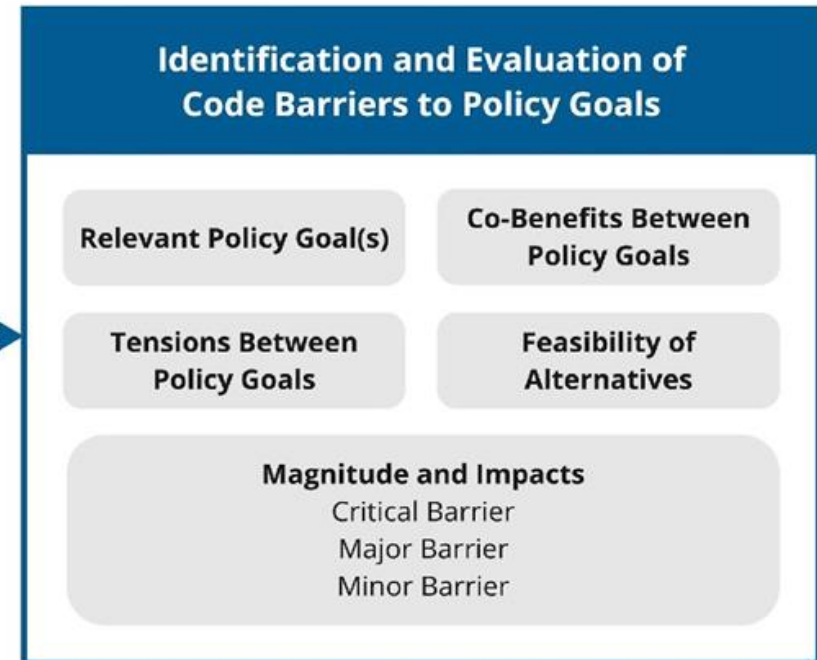 Identification and Evaluation of
Code Barriers to Policy Goals
Relevant Policy Goal(s)
Co-Benefits Between
Policy Goals
Tensions Between
Policy Goals
Feasibility of
Alternatives
Magnitude and Impacts
Critical Barrier
Major Barrier
Minor Barrier